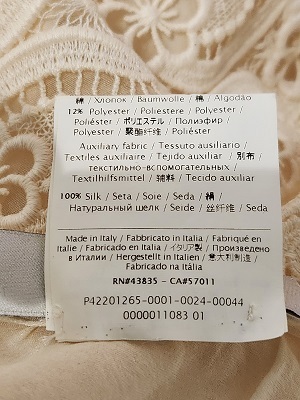 綿 / Хлопок / Baumwolle / 棉 / Algodão
12% Polyester / Poliestere / Polyester /
Poliéster / ポリエステル / Полиэфир /
Polyester / 聚酯纤维 / Poliéster
Auxiliary fabric / Tessuto ausiliario /
Textiles auxiliaire / Tejido auxiliar / 別布 /
текстильно-вспомогательных /
Textilhilfsmittel / 辅料 / Tecido auxiliar
100% Silk / Seta / Soie / Seda / 絹 /
Натуральный шелк / Seide / 丝纤维 / Seda
Made in Italy / Fabbricato in Italia / Fabriqué en
Italie / Fabricado en Italia / イタリア製 / Произведено
в Италии / Hergestellt in Italien / 意大利制造 /
Fabricado na Itália
RN#43835 - CA#57011
P42201265-0001-0024-00044
0000011083 01